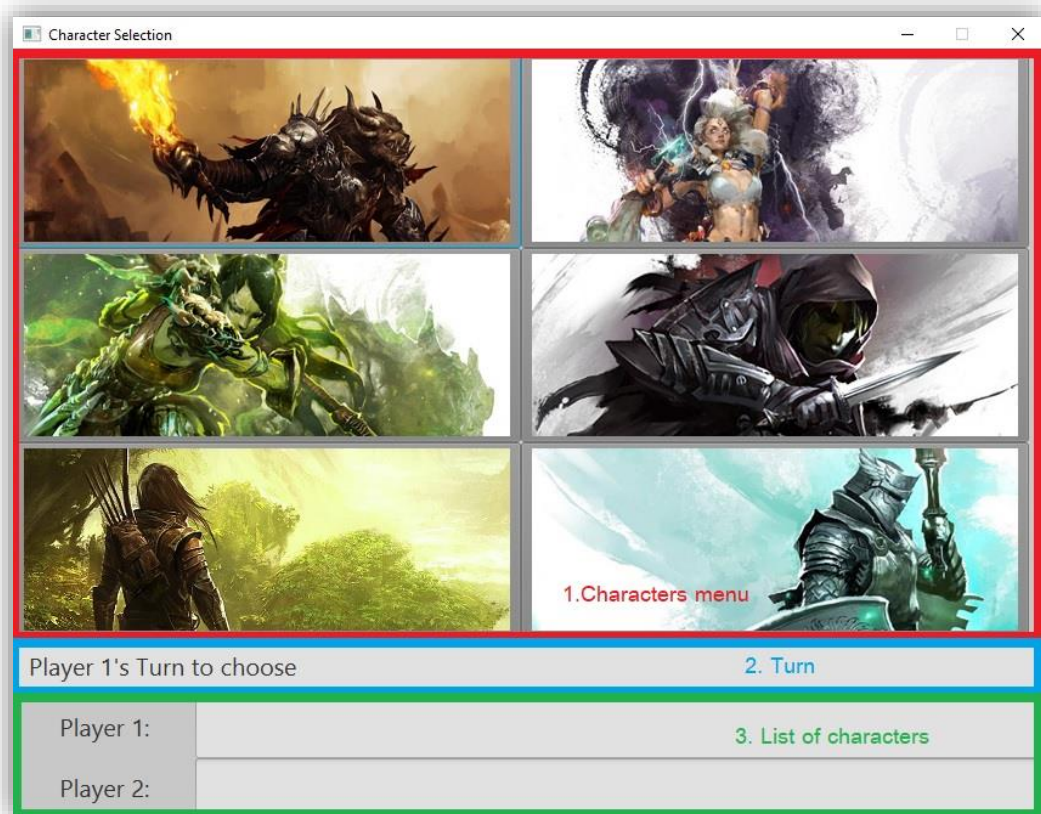 Character Selection
1.Characters menu
Player 1's Turn to choose
2. Turn
Player 1:
3. List of characters
Player 2: